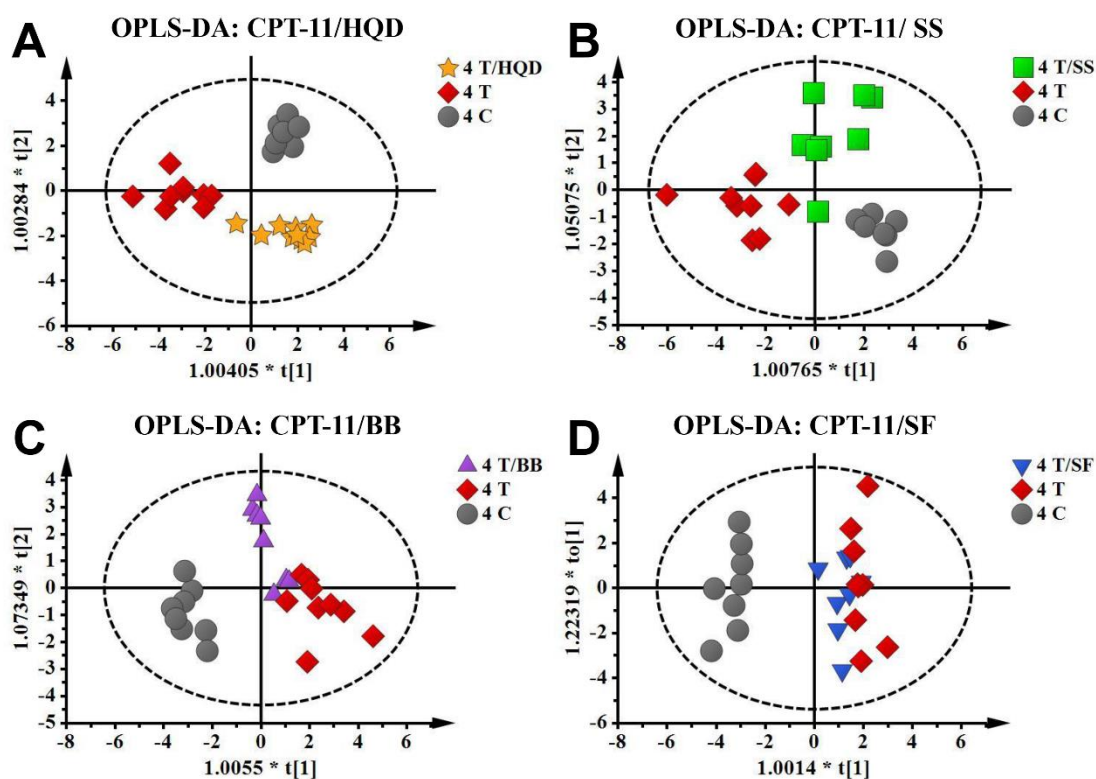 A
OPLS-DA: CPT-11/HQD
4 T/HQD
4 T
4 C
1.00284 * t[2]
4
2
0
-2
-4
-6
-8 -6 -4 -2 0 2 4 6
1.00405 * t[1]
B
OPLS-DA: CPT-11/ SS
4 T/SS
4 T
4 C
1.05075 * t[2]
4
3
2
1
0
-1
-2
-3
-4
-5
-8 -6 -4 -2 0 2 4 6
1.00765 * t[1]
C
OPLS-DA: CPT-11/BB
4 T/BB
4 T
4 C
1.07349 * t[2]
4
3
2
1
0
-1
-2
-3
-4
-5
-8 -6 -4 -2 0 2 4 6
1.0055 * t[1]
D
OPLS-DA: CPT-11/SF
4 T/SF
4 T
4 C
1.22319 * to[1]
4
2
0
-2
-4
-6
-8 -6 -4 -2 0 2 4 6
1.0014 * t[1]